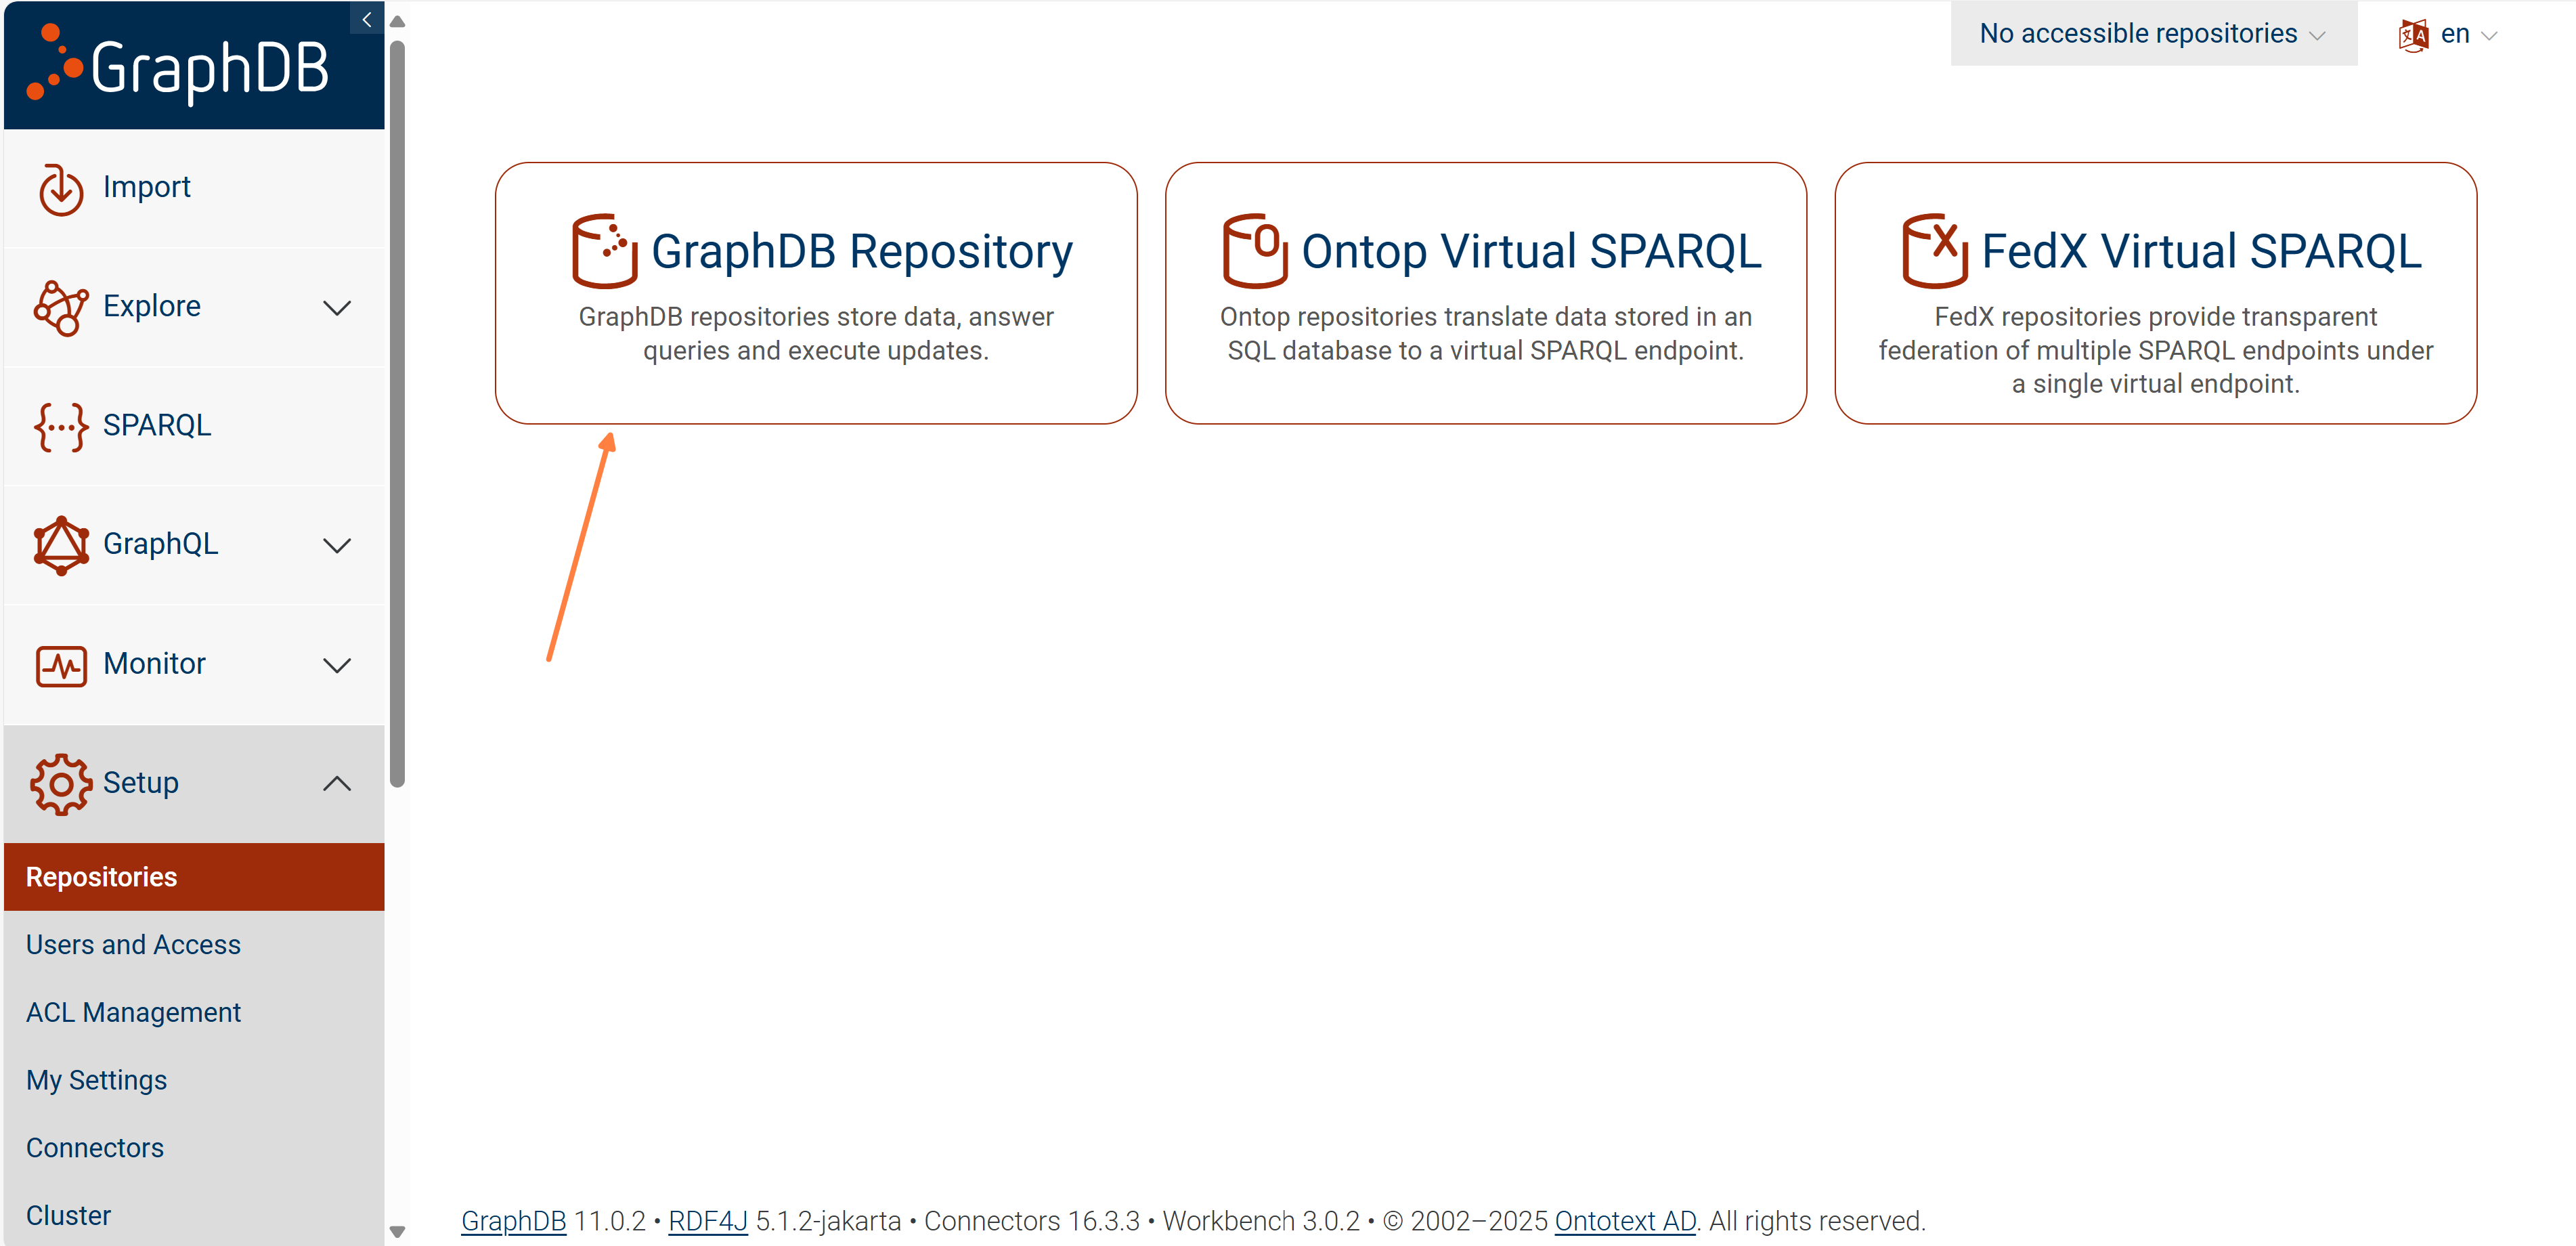 GraphDB
No accessible repositories
en
Import
Explore
SPARQL
GraphQL
Monitor
Setup
Repositories
Users and Access
ACL Management
My Settings
Connectors
Cluster
GraphDB Repository
GraphDB repositories store data, answer
queries and execute updates.
Ontop Virtual SPARQL
Ontop repositories translate data stored in an
SQL database to a virtual SPARQL endpoint.
FedX Virtual SPARQL
FedX repositories provide transparent
federation of multiple SPARQL endpoints under
a single virtual endpoint.
GraphDB 11.0.2 • RDF4J 5.1.2-jakarta • Connectors 16.3.3 • Workbench 3.0.2 • © 2002–2025 Ontotext AD. All rights reserved.